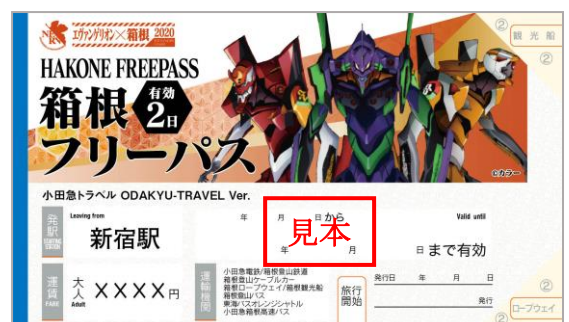 エヴァンゲリオン×箱根 2020
② 観光船
②
HAKONE FREEPASS
箱根 有効2日
フリーパス
©カラー
小田急トラベル ODAKYU-TRAVEL Ver.
発駅 Leaving from
STARTING STATION
新宿駅
年 月 日から
Valid until
見本
年 月 日まで有効
運賃 FARE
大人 Adult XXXX円
運輸機関
小田急電鉄/箱根登山鉄道
箱根登山ケーブルカー
箱根ロープウェイ/箱根観光船
箱根登山バス
東海バスオレンジシャトル
小田急箱根高速バス
旅行開始
発行日 年 月 日
発行
②
ロープウェイ
②